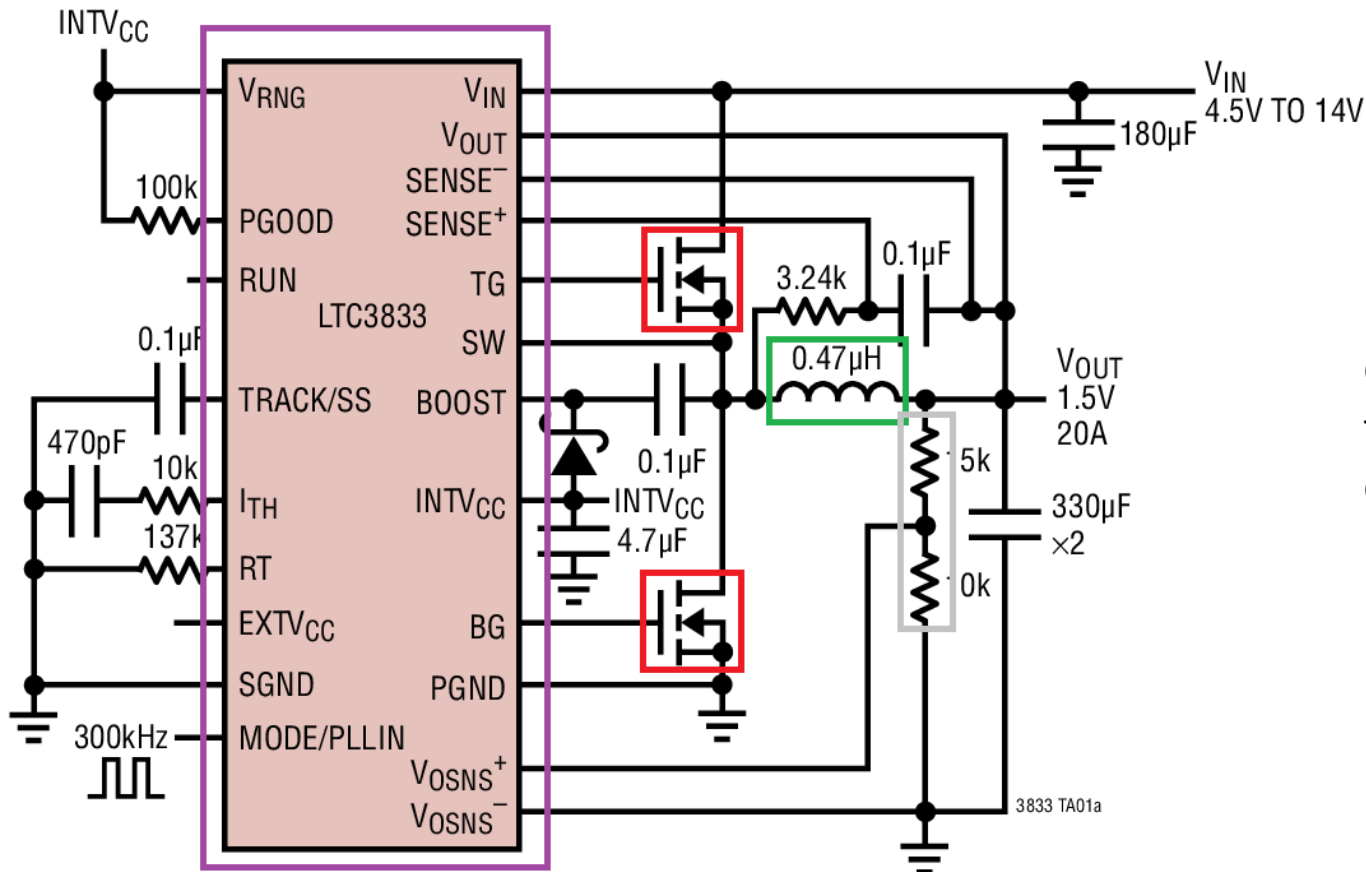 INTVCC
VRNG
VIN
VIN
4.5V TO 14V
VOUT
180µF
SENSE−
100k
SENSE+
PGOOD
0.1µF
3.24k
RUN
TG
LTC3833
0.1µF
SW
0.47µH
VOUT
1.5V
20A
TRACK/SS
BOOST
470pF
0.1µF
5k
10k
ITH
INTVCC
INTVCC
330µF
×2
137k
4.7µF
RT
0k
EXTVCC
BG
SGND
PGND
300kHz
MODE/PLLIN
VOSNS+
VOSNS−
3833 TA01a